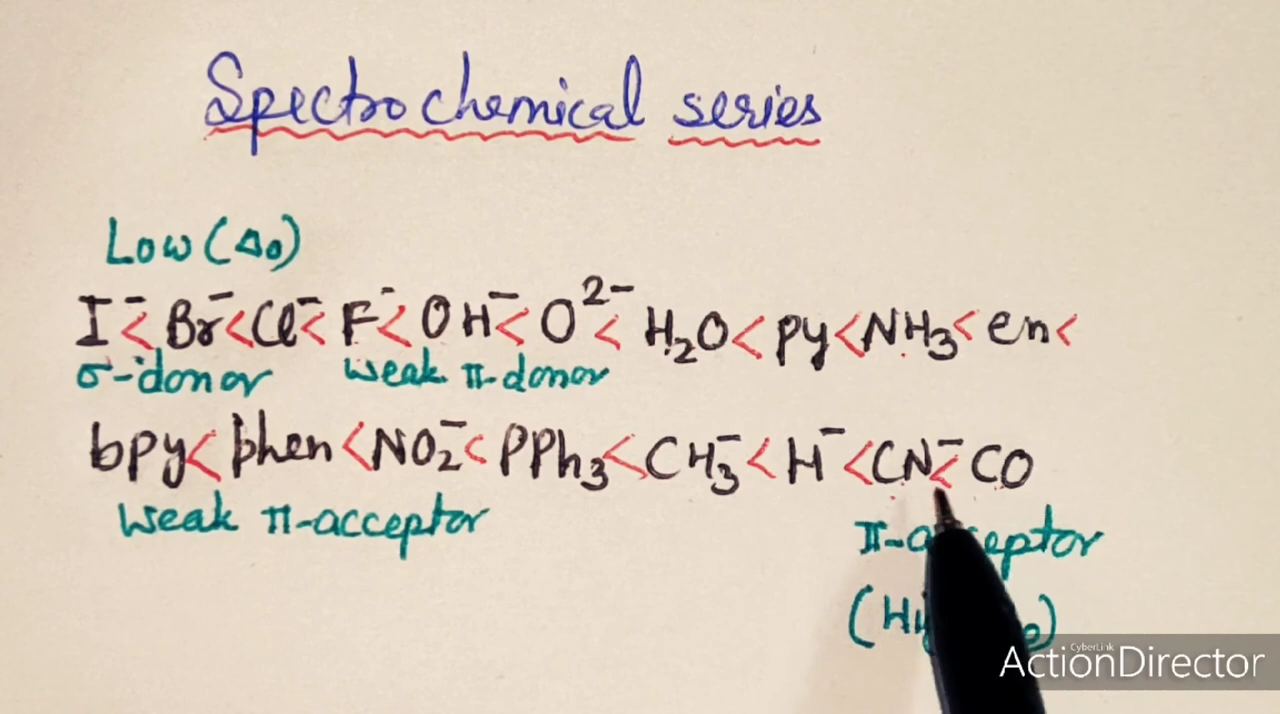 Spectrochemical series
Low (Δo)
I⁻ < Br⁻ < Cl⁻ < F⁻ < OH⁻ < O²⁻ < H₂O < py < NH₃ < en <
σ-donor weak π-donor
bpy < phen < NO₂⁻ < PPh₃ < CH₃⁻ < H⁻ < CN⁻ < CO
weak π-acceptor
CyberLink
ActionDirector